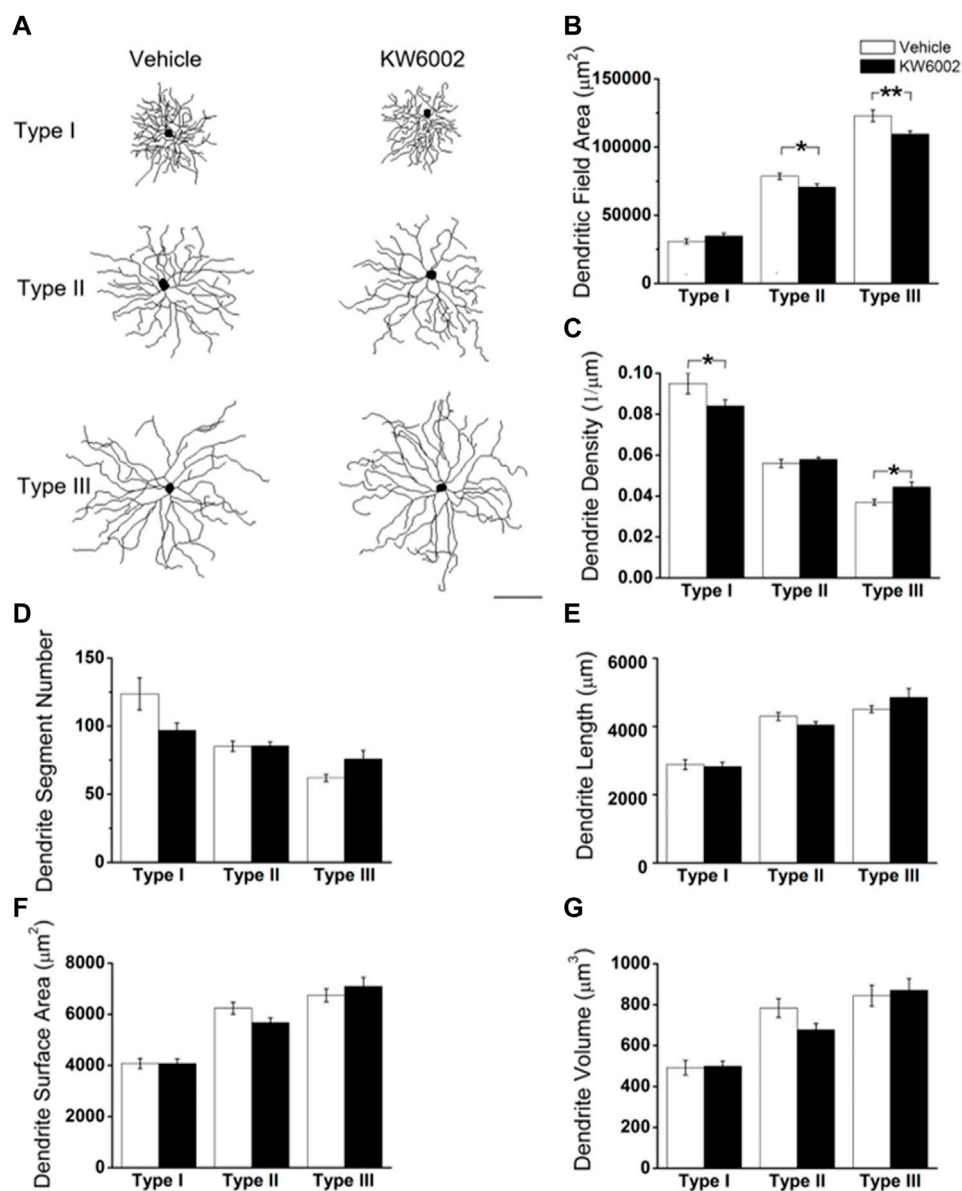 A
Vehicle KW6002
Type I
Type II
Type III
B
Vehicle
KW6002
Dendritic Field Area (μm²)
150000
100000
50000
0
**
*
Type I Type II Type III
C
Dendrite Density (1/μm)
0.10
0.08
0.06
0.04
0.02
0.00
*
*
Type I Type II Type III
D
Dendrite Segment Number
150
100
50
0
Type I Type II Type III
E
Dendrite Length (μm)
6000
4000
2000
0
Type I Type II Type III
F
Dendrite Surface Area (μm²)
8000
6000
4000
2000
0
Type I Type II Type III
G
Dendrite Volume (μm³)
1000
800
600
400
200
0
Type I Type II Type III